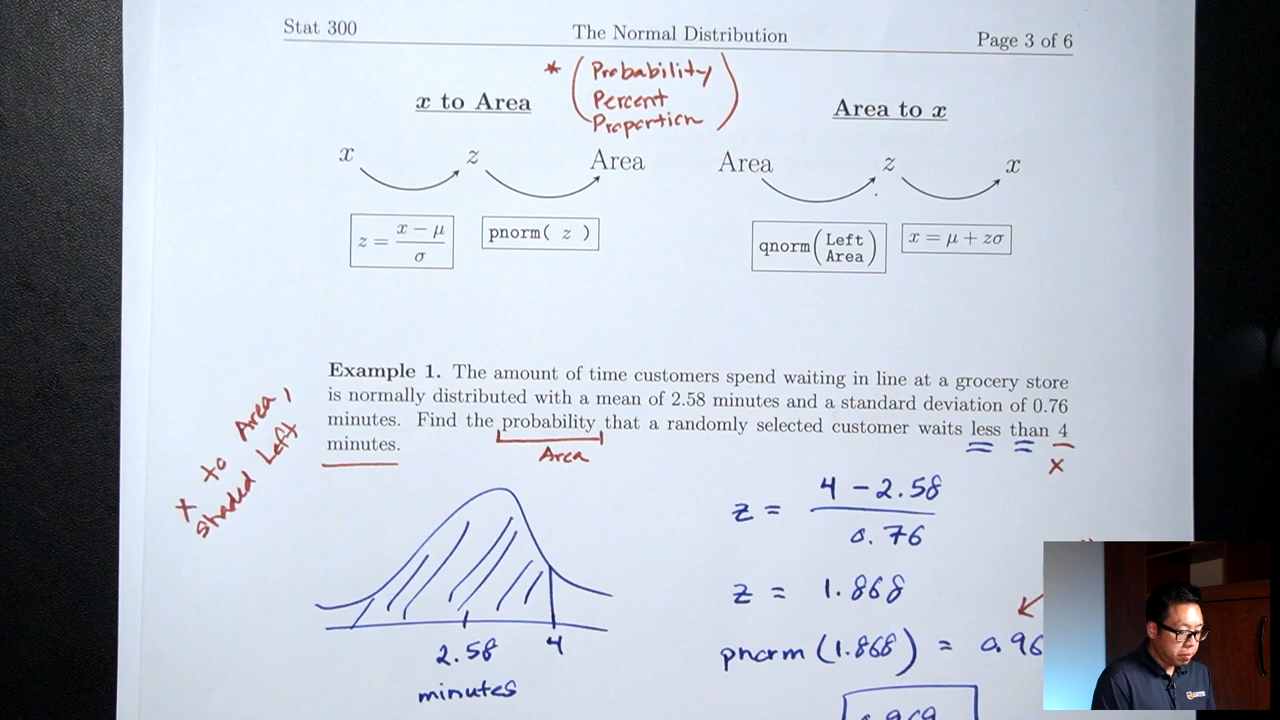 Stat 300 The Normal Distribution Page 3 of 6
* (Probability
Percent
Proportion)
x to Area
Area to x
x z Area
Area z x
z = (x − μ)/σ
pnorm( z )
qnorm(Left Area)
x = μ + zσ
Example 1. The amount of time customers spend waiting in line at a grocery store
is normally distributed with a mean of 2.58 minutes and a standard deviation of 0.76
minutes. Find the probability that a randomly selected customer waits less than 4
minutes.
Area
x
x to Area,
shaded Left
2.58 4
minutes
z = (4 − 2.58)/0.76
z = 1.868
pnorm(1.868) = 0.96